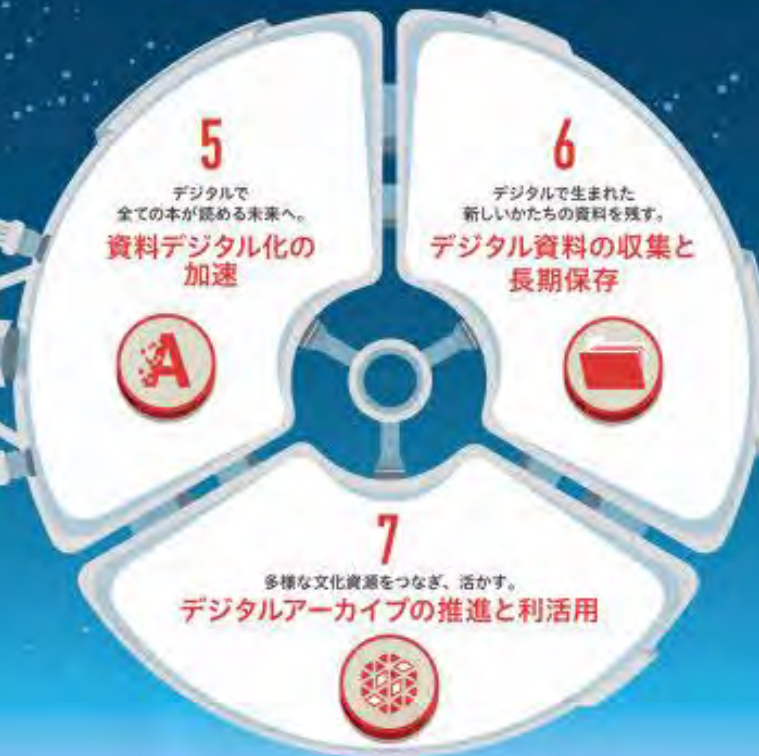 5
デジタルで
全ての本が読める未来へ。
資料デジタル化の
加速
6
デジタルで生まれた
新しいかたちの資料を残す。
デジタル資料の収集と
長期保存
7
多様な文化資源をつなぎ、活かす。
デジタルアーカイブの推進と利活用